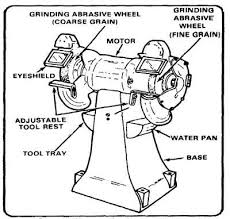 GRINDING ABRASIVE WHEEL
(COARSE GRAIN)
GRINDING
ABRASIVE
WHEEL
(FINE GRAIN)
MOTOR
EYESHIELD
ADJUSTABLE
TOOL REST
TOOL TRAY
WATER PAN
BASE